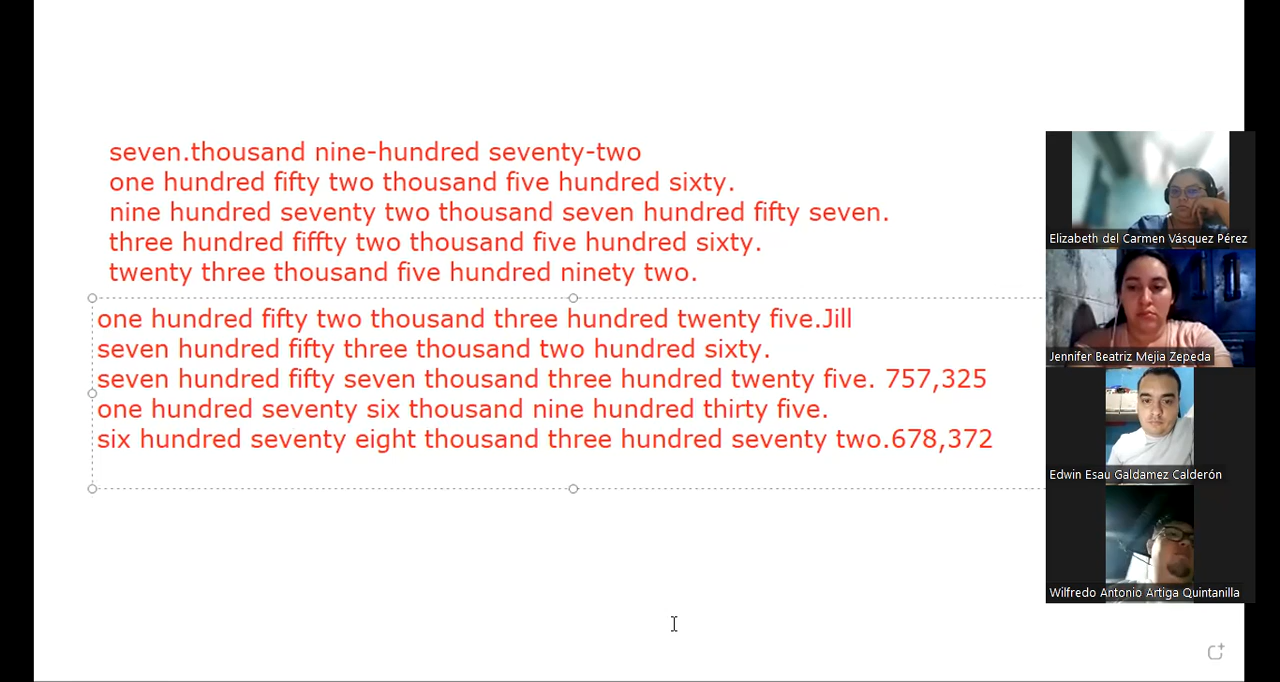 seven.thousand nine-hundred seventy-two
one hundred fifty two thousand five hundred sixty.
nine hundred seventy two thousand seven hundred fifty seven.
three hundred fiffty two thousand five hundred sixty.
twenty three thousand five hundred ninety two.
one hundred fifty two thousand three hundred twenty five.Jill
seven hundred fifty three thousand two hundred sixty.
seven hundred fifty seven thousand three hundred twenty five. 757,325
one hundred seventy six thousand nine hundred thirty five.
six hundred seventy eight thousand three hundred seventy two.678,372
Elizabeth del Carmen Vásquez Pérez
Jennifer Beatriz Mejia Zepeda
Edwin Esau Galdamez Calderón
Wilfredo Antonio Artiga Quintanilla